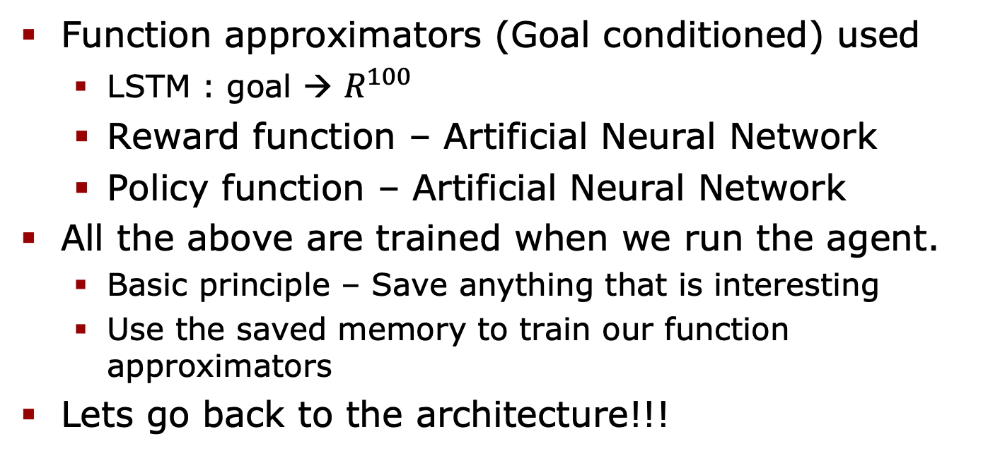 ▪ Function approximators (Goal conditioned) used
▪ LSTM : goal → R¹⁰⁰
▪ Reward function – Artificial Neural Network
▪ Policy function – Artificial Neural Network
▪ All the above are trained when we run the agent.
▪ Basic principle – Save anything that is interesting
▪ Use the saved memory to train our function
approximators
▪ Lets go back to the architecture!!!